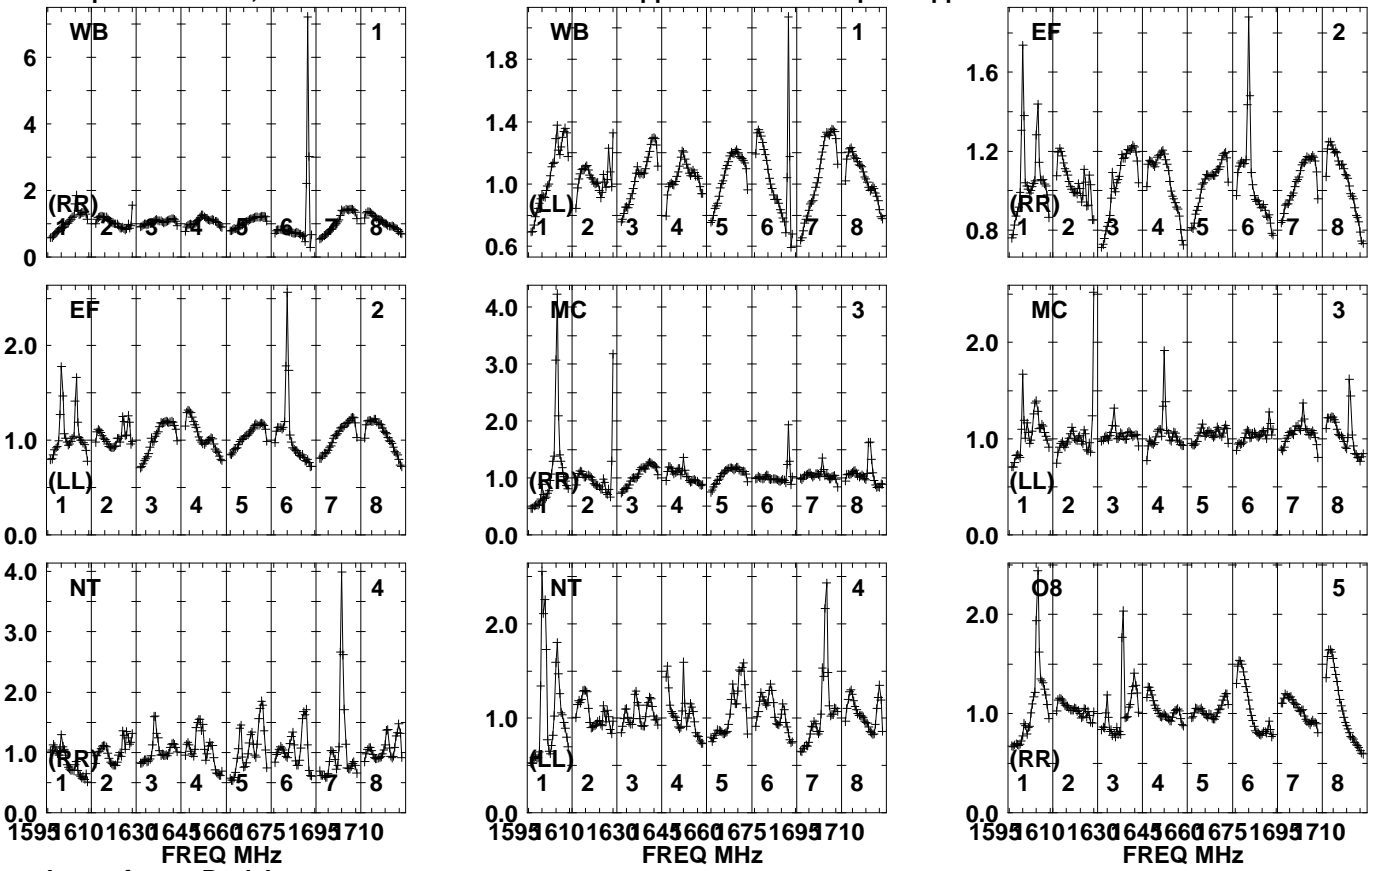 WB 1
6
4
2
0
(RR)
1 2 3 4 5 6 7 8
WB 1
1.8
1.4
1.0
0.6
(LL)
1 2 3 4 5 6 7 8
EF 2
1.6
1.2
0.8
(RR)
1 2 3 4 5 6 7 8
EF 2
2.0
1.0
0.0
(LL)
1 2 3 4 5 6 7 8
MC 3
4.0
3.0
2.0
1.0
0.0
(RR)
1 2 3 4 5 6 7 8
MC 3
2.0
1.0
0.0
(LL)
1 2 3 4 5 6 7 8
NT 4
4.0
3.0
2.0
1.0
0.0
(RR)
1 2 3 4 5 6 7 8
1595 1610 1630 1645 1660 1675 1695 1710
FREQ MHz
NT 4
2.0
1.0
0.0
(LL)
1 2 3 4 5 6 7 8
1595 1610 1630 1645 1660 1675 1695 1710
O8 5
2.0
1.0
0.0
(RR)
1 2 3 4 5 6 7 8
1595 1610 1630 1645 1660 1675 1695 1710
FREQ MHz
FREQ MHz